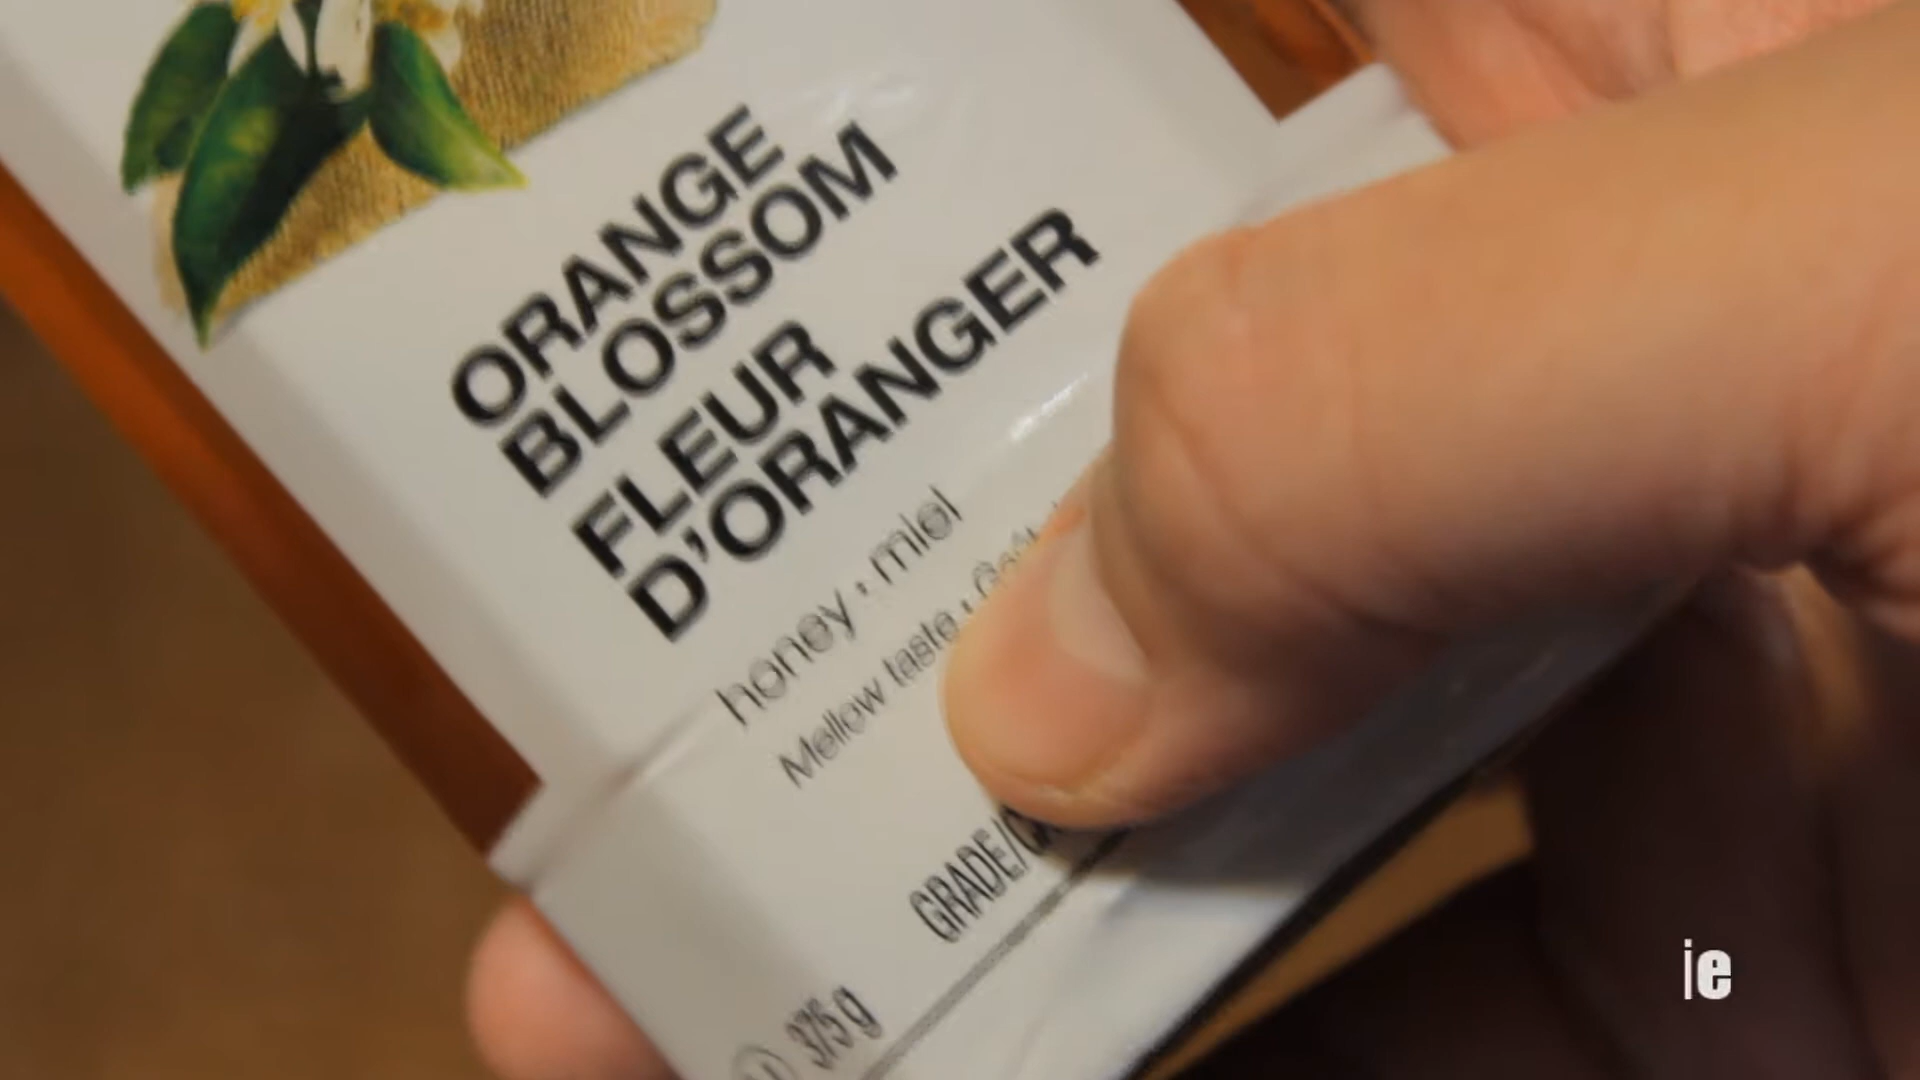 ORANGE
BLOSSOM
FLEUR
D'ORANGER
honey · miel
Mellow taste ·
GRADE/
375 g
ie